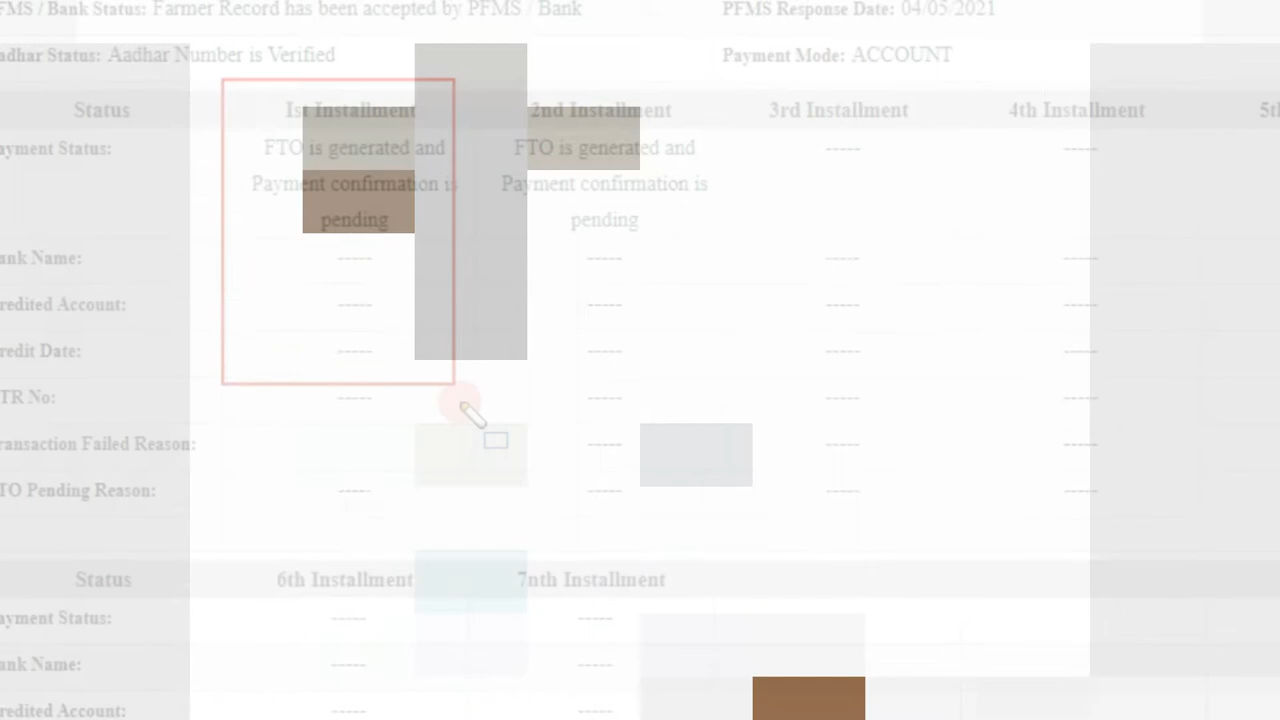 FMS / Bank Status: Farmer Record has been accepted by PFMS / Bank PFMS Response Date: 04/05/2021
adhar Status: Aadhar Number is Verified Payment Mode: ACCOUNT
Status Ist Installment 2nd Installment 3rd Installment 4th Installment 5t
ayment Status: FTO is generated and FTO is generated and ----- -----
Payment confirmation is Payment confirmation is
pending pending
ank Name: ----- ----- ----- -----
redited Account: ----- ----- ----- -----
redit Date: ----- ----- ----- -----
TR No: ----- ----- ----- -----
ransaction Failed Reason: ----- ----- -----
TO Pending Reason: ----- ----- ----- -----
Status 6th Installment 7nth Installment
ayment Status: ----- -----
ank Name: ----- -----
redited Account: ----- -----